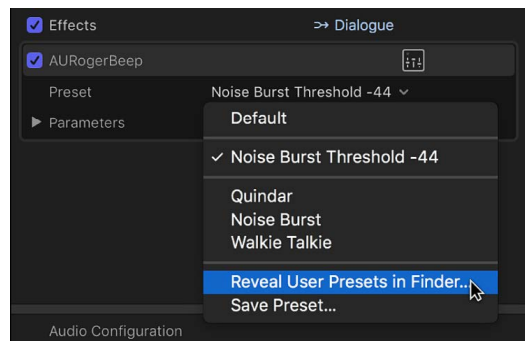 Effects
Dialogue
AURogerBeep
Preset
Noise Burst Threshold -44
Parameters
Default
✓ Noise Burst Threshold -44
Quindar
Noise Burst
Walkie Talkie
Reveal User Presets in Finder...
Save Preset...
Audio Configuration